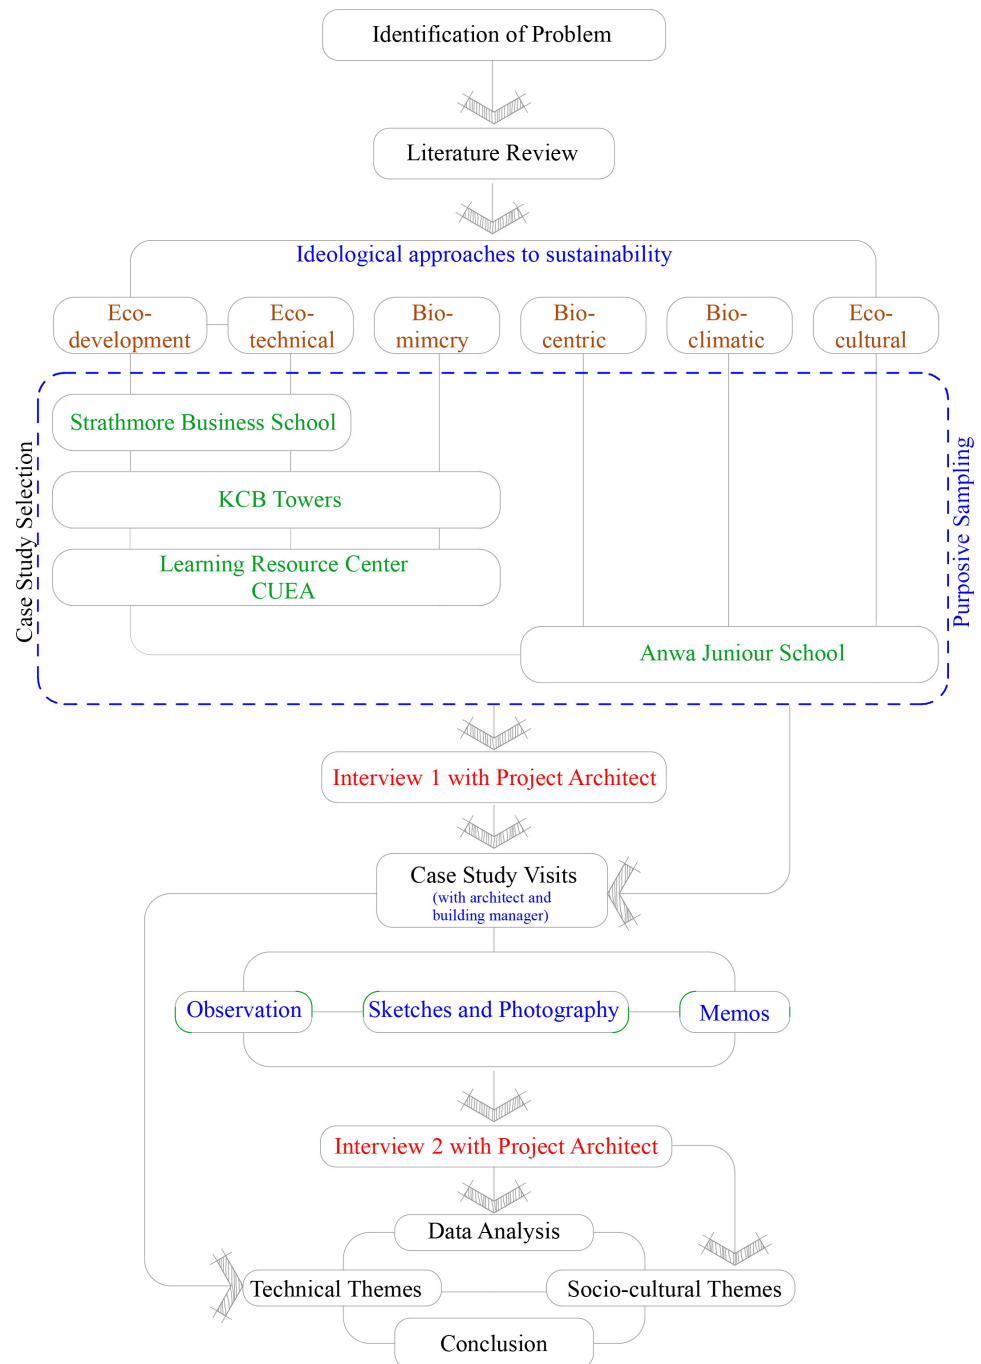 Identification of Problem
Literature Review
Ideological approaches to sustainability
Eco-
development
Eco-
technical
Bio-
mimcry
Bio-
centric
Bio-
climatic
Eco-
cultural
Case Study Selection
Purposive Sampling
Strathmore Business School
KCB Towers
Learning Resource Center
CUEA
Anwa Juniour School
Interview 1 with Project Architect
Case Study Visits
(with architect and
building manager)
Observation
Sketches and Photography
Memos
Interview 2 with Project Architect
Data Analysis
Technical Themes
Socio-cultural Themes
Conclusion